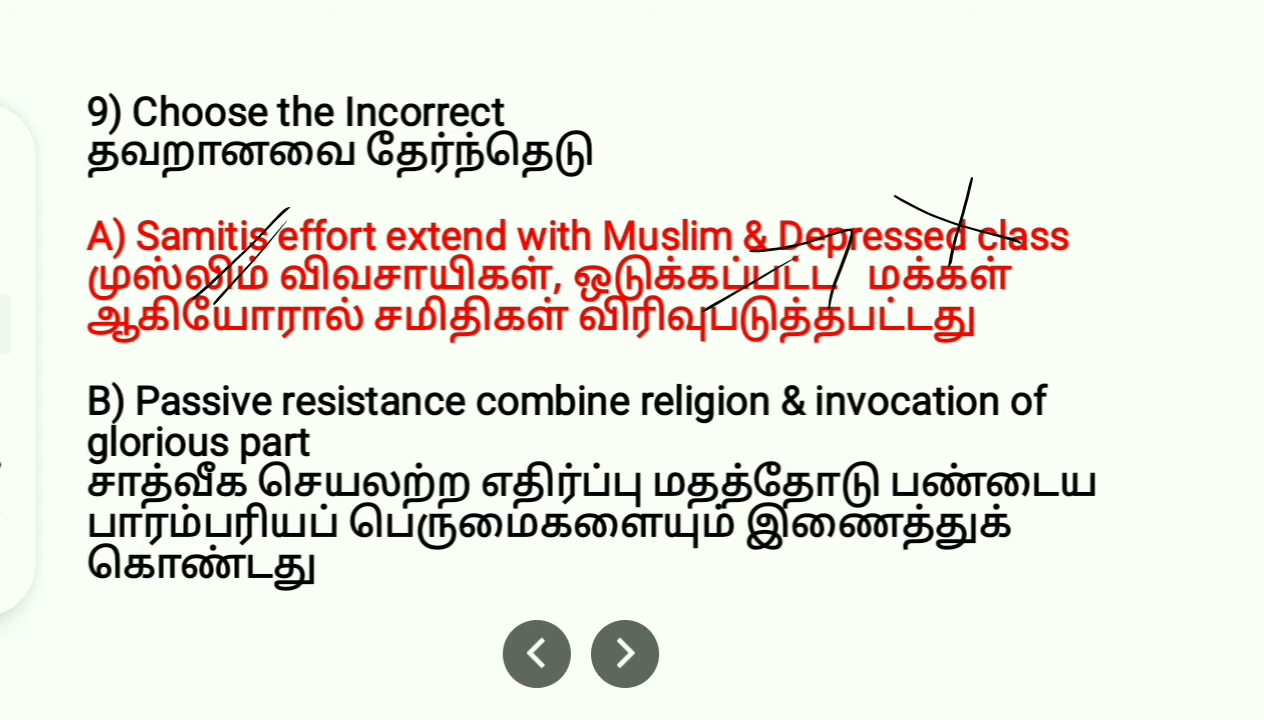 9) Choose the Incorrect
தவறானவை தேர்ந்தெடு
A) Samitis effort extend with Muslim & Depressed class
முஸ்லிம் விவசாயிகள், ஒடுக்கப்பட்ட மக்கள்
ஆகியோரால் சமிதிகள் விரிவுபடுத்தபட்டது
B) Passive resistance combine religion & invocation of
glorious part
சாத்வீக செயலற்ற எதிர்ப்பு மதத்தோடு பண்டைய
பாரம்பரியப் பெருமைகளையும் இணைத்துக்
கொண்டது